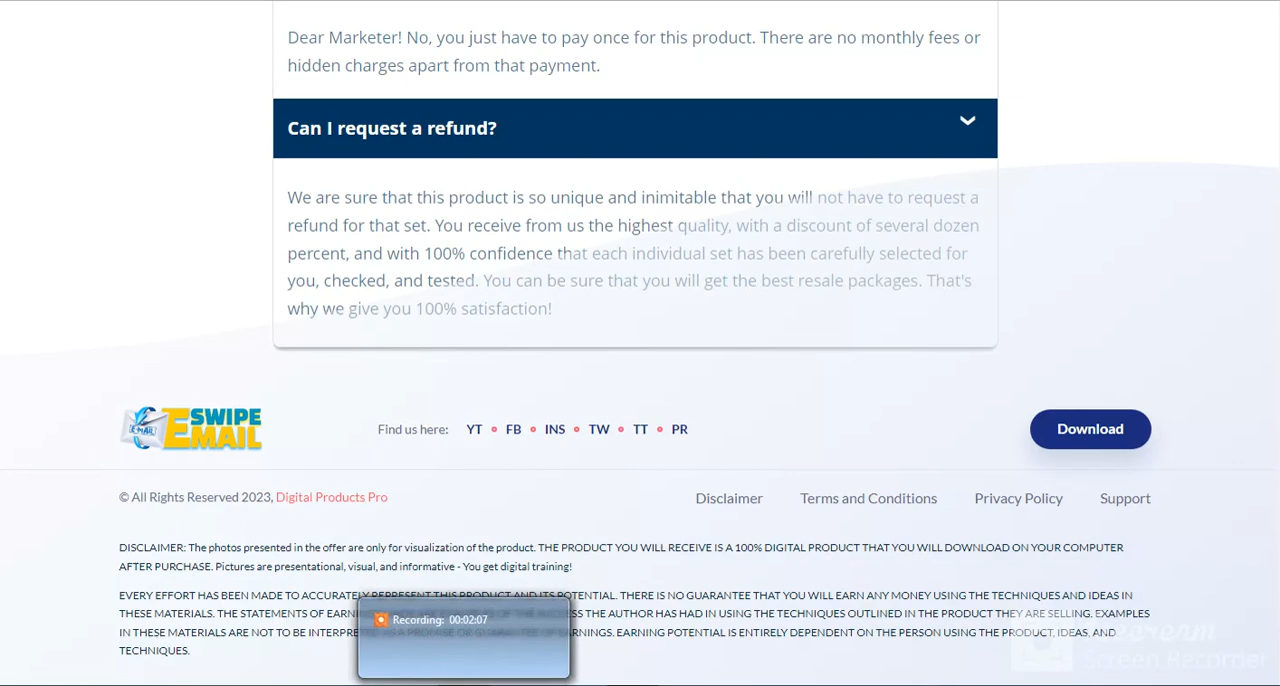 Dear Marketer! No, you just have to pay once for this product. There are no monthly fees or
hidden charges apart from that payment.
Can I request a refund?
We are sure that this product is so unique and inimitable that you will not have to request a
refund for that set. You receive from us the highest quality, with a discount of several dozen
percent, and with 100% confidence that each individual set has been carefully selected for
you, checked, and tested. You can be sure that you will get the best resale packages. That's
why we give you 100% satisfaction!
E-MAIL E SWIPE EMAIL
Find us here: YT FB INS TW TT PR
Download
© All Rights Reserved 2023, Digital Products Pro
Disclaimer Terms and Conditions Privacy Policy Support
DISCLAIMER: The photos presented in the offer are only for visualization of the product. THE PRODUCT YOU WILL RECEIVE IS A 100% DIGITAL PRODUCT THAT YOU WILL DOWNLOAD ON YOUR COMPUTER
AFTER PURCHASE. Pictures are presentational, visual, and informative - You get digital training!
EVERY EFFORT HAS BEEN MADE TO ACCURATELY REPRESENT THIS PRODUCT AND ITS POTENTIAL. THERE IS NO GUARANTEE THAT YOU WILL EARN ANY MONEY USING THE TECHNIQUES AND IDEAS IN
THESE MATERIALS. THE STATEMENTS OF EARNINGS THE AUTHOR HAS HAD IN USING THE TECHNIQUES OUTLINED IN THE PRODUCT THEY ARE SELLING. EXAMPLES
IN THESE MATERIALS ARE NOT TO BE INTERPRETED AS A PROMISE OR GUARANTEE OF EARNINGS. EARNING POTENTIAL IS ENTIRELY DEPENDENT ON THE PERSON USING THE PRODUCT, IDEAS, AND
TECHNIQUES.
Recording: 00:02:07
Screen Recorder